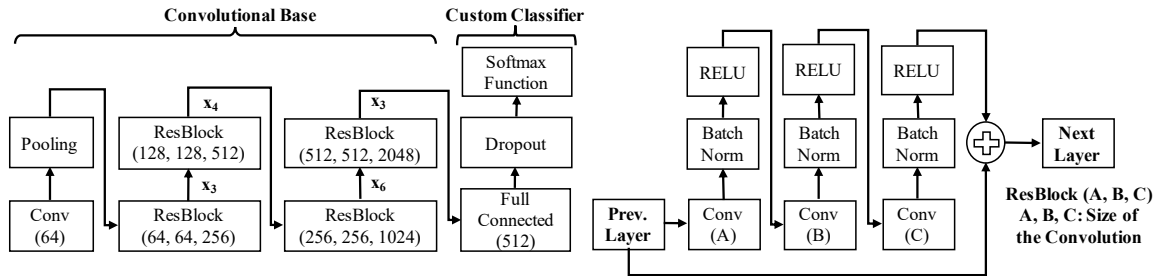 Convolutional Base
Custom Classifier
Pooling
Conv
(64)
x4
ResBlock
(128, 128, 512)
x3
ResBlock
(64, 64, 256)
x3
ResBlock
(512, 512, 2048)
x6
ResBlock
(256, 256, 1024)
Softmax
Function
Dropout
Full
Connected
(512)
Prev.
Layer
RELU
Batch
Norm
Conv
(A)
RELU
Batch
Norm
Conv
(B)
RELU
Batch
Norm
Conv
(C)
Next
Layer
ResBlock (A, B, C)
A, B, C: Size of
the Convolution